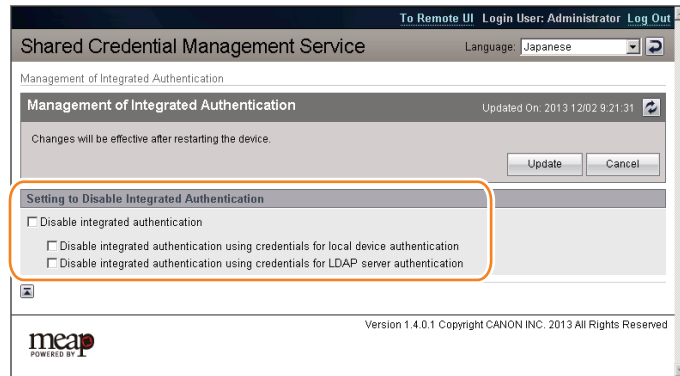 To Remote UI Login User: Administrator Log Out
Shared Credential Management Service
Language: Japanese
Management of Integrated Authentication
Management of Integrated Authentication
Updated On: 2013 12/02 9:21:31
Changes will be effective after restarting the device.
Update Cancel
Setting to Disable Integrated Authentication
Disable integrated authentication
Disable integrated authentication using credentials for local device authentication
Disable integrated authentication using credentials for LDAP server authentication
Version 1.4.0.1 Copyright CANON INC. 2013 All Rights Reserved
meap
POWERED BY